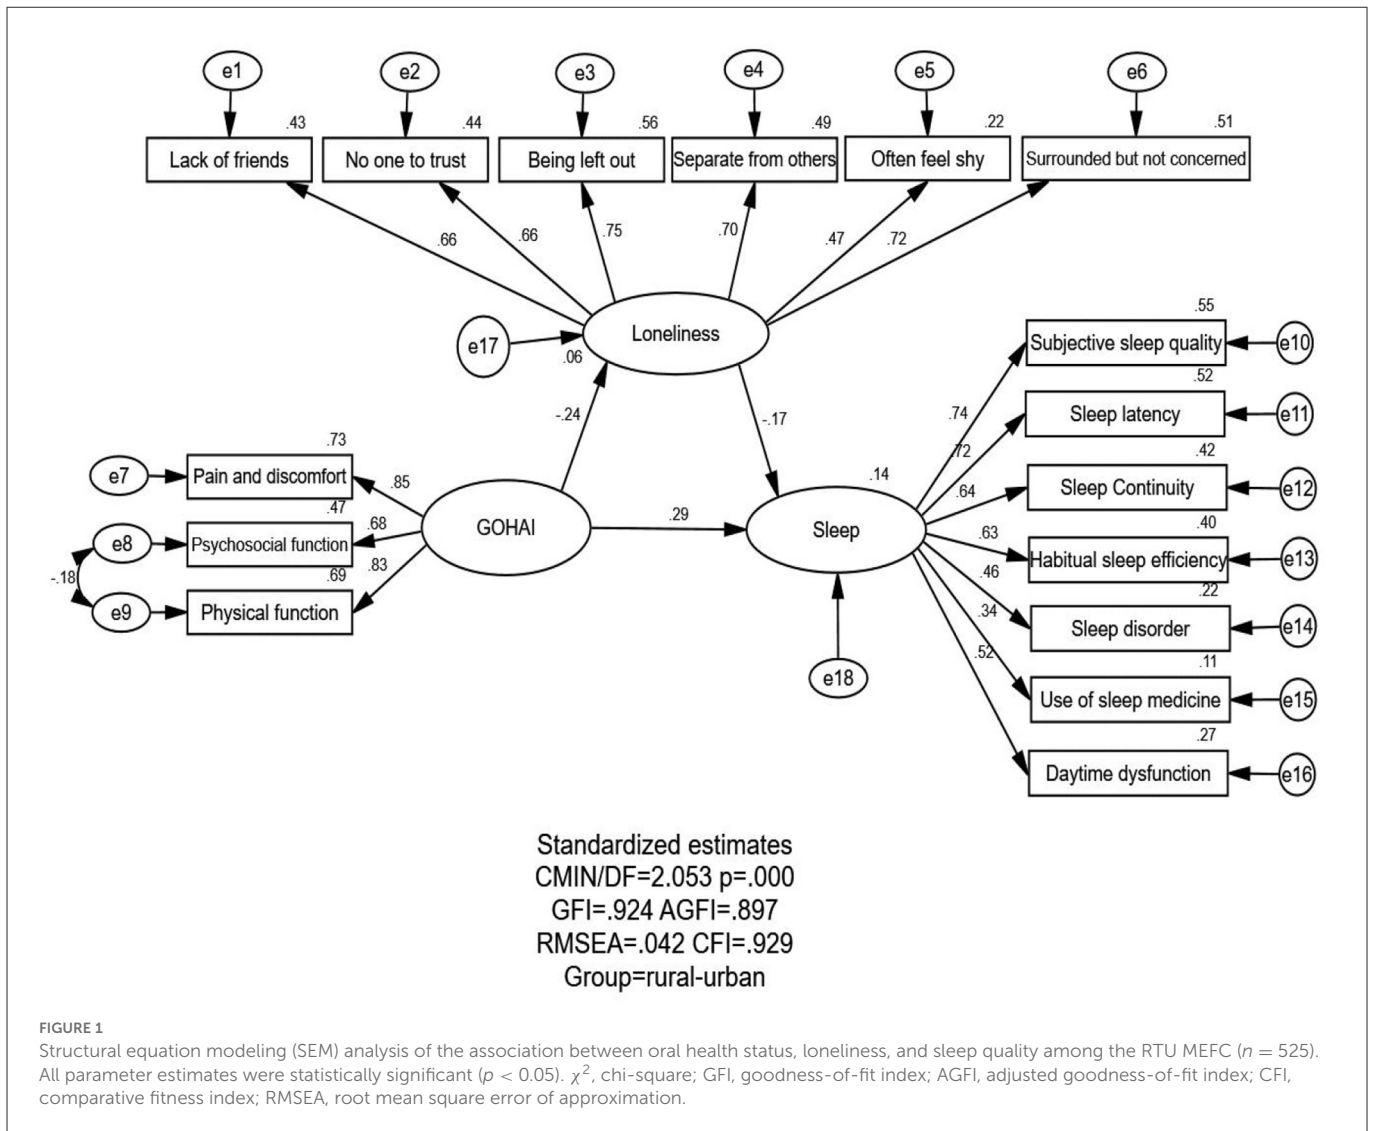 e1
e2
e3
e4
e5
e6
.43
.44
.56
.49
.22
.51
Lack of friends
No one to trust
Being left out
Separate from others
Often feel shy
Surrounded but not concerned
.66
.66
.75
.70
.47
.72
Loneliness
e17
.06
-.24
-.17
.55
Subjective sleep quality
e10
.52
Sleep latency
e11
.42
Sleep Continuity
e12
.40
Habitual sleep efficiency
e13
.22
Sleep disorder
e14
.11
Use of sleep medicine
e15
.27
Daytime dysfunction
e16
.74
.72
.64
.63
.46
.34
.52
.73
e7
Pain and discomfort
.85
.47
e8
Psychosocial function
.68
-.18
.69
.83
e9
Physical function
GOHAI
.29
.14
Sleep
e18
Standardized estimates
CMIN/DF=2.053 p=.000
GFI=.924 AGFI=.897
RMSEA=.042 CFI=.929
Group=rural-urban
FIGURE 1
Structural equation modeling (SEM) analysis of the association between oral health status, loneliness, and sleep quality among the RTU MEFC (n = 525).
All parameter estimates were statistically significant (p < 0.05). χ², chi-square; GFI, goodness-of-fit index; AGFI, adjusted goodness-of-fit index; CFI,
comparative fitness index; RMSEA, root mean square error of approximation.